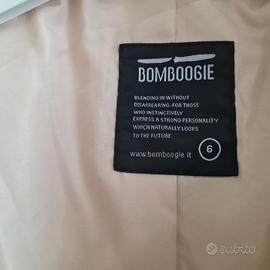 BOMBOOGIE
BLENDING IN WITHOUT
DISAPPEARING. FOR THOSE
WHO INSTINCTIVELY
EXPRESS A STRONG PERSONALITY
WHICH NATURALLY LOOKS
TO THE FUTURE.
www.bomboogie.it
6
subito